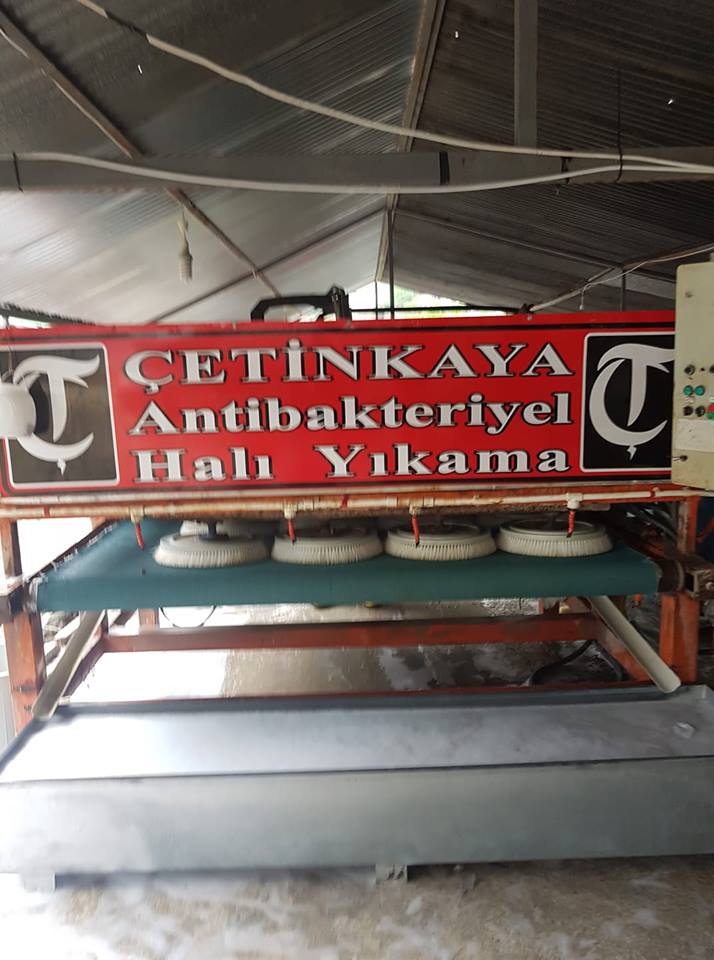 ÇETİNKAYA
Antibakteriyel
Halı Yıkama